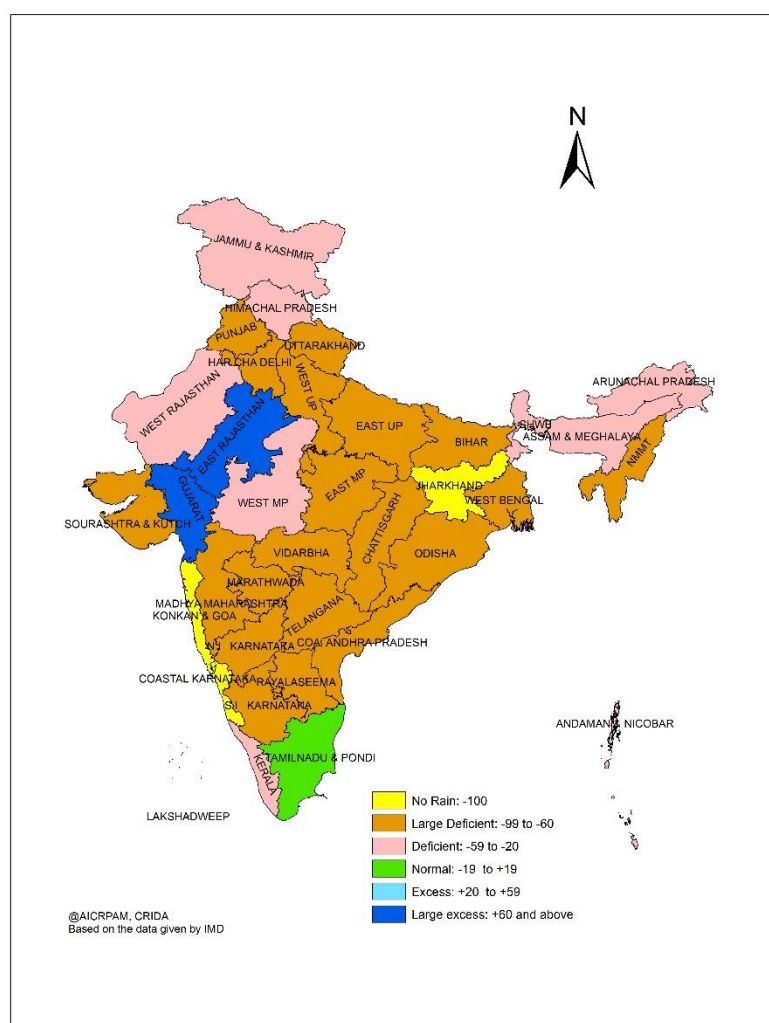 N
JAMMU & KASHMIR
HIMACHAL PRADESH
PUNJAB
UTTARAKHAND
HAR CHA DELHI
WEST RAJASTHAN
WEST UP
ARUNACHAL PRADESH
EAST RAJASTHAN
EAST UP
SHWB
ASSAM & MEGHALAYA
BIHAR
NMMT
GUJARAT
EAST MP
JHARKHAND
WEST MP
WEST BENGAL
SOURASHTRA & KUTCH
CHATTISGARH
VIDARBHA
ODISHA
MARATHWADA
MADHYA MAHARASHTRA
TELANGANA
KONKAN & GOA
N.I KARNATAKA
COA. ANDHRA PRADESH
COASTAL KARNATAKA
RAYALASEEMA
S.I KARNATAKA
ANDAMAN & NICOBAR
TAMILNADU & PONDI
KERALA
LAKSHADWEEP
No Rain: -100
Large Deficient: -99 to -60
Deficient: -59 to -20
Normal: -19 to +19
Excess: +20 to +59
Large excess: +60 and above
@AICRPAM, CRIDA
Based on the data given by IMD